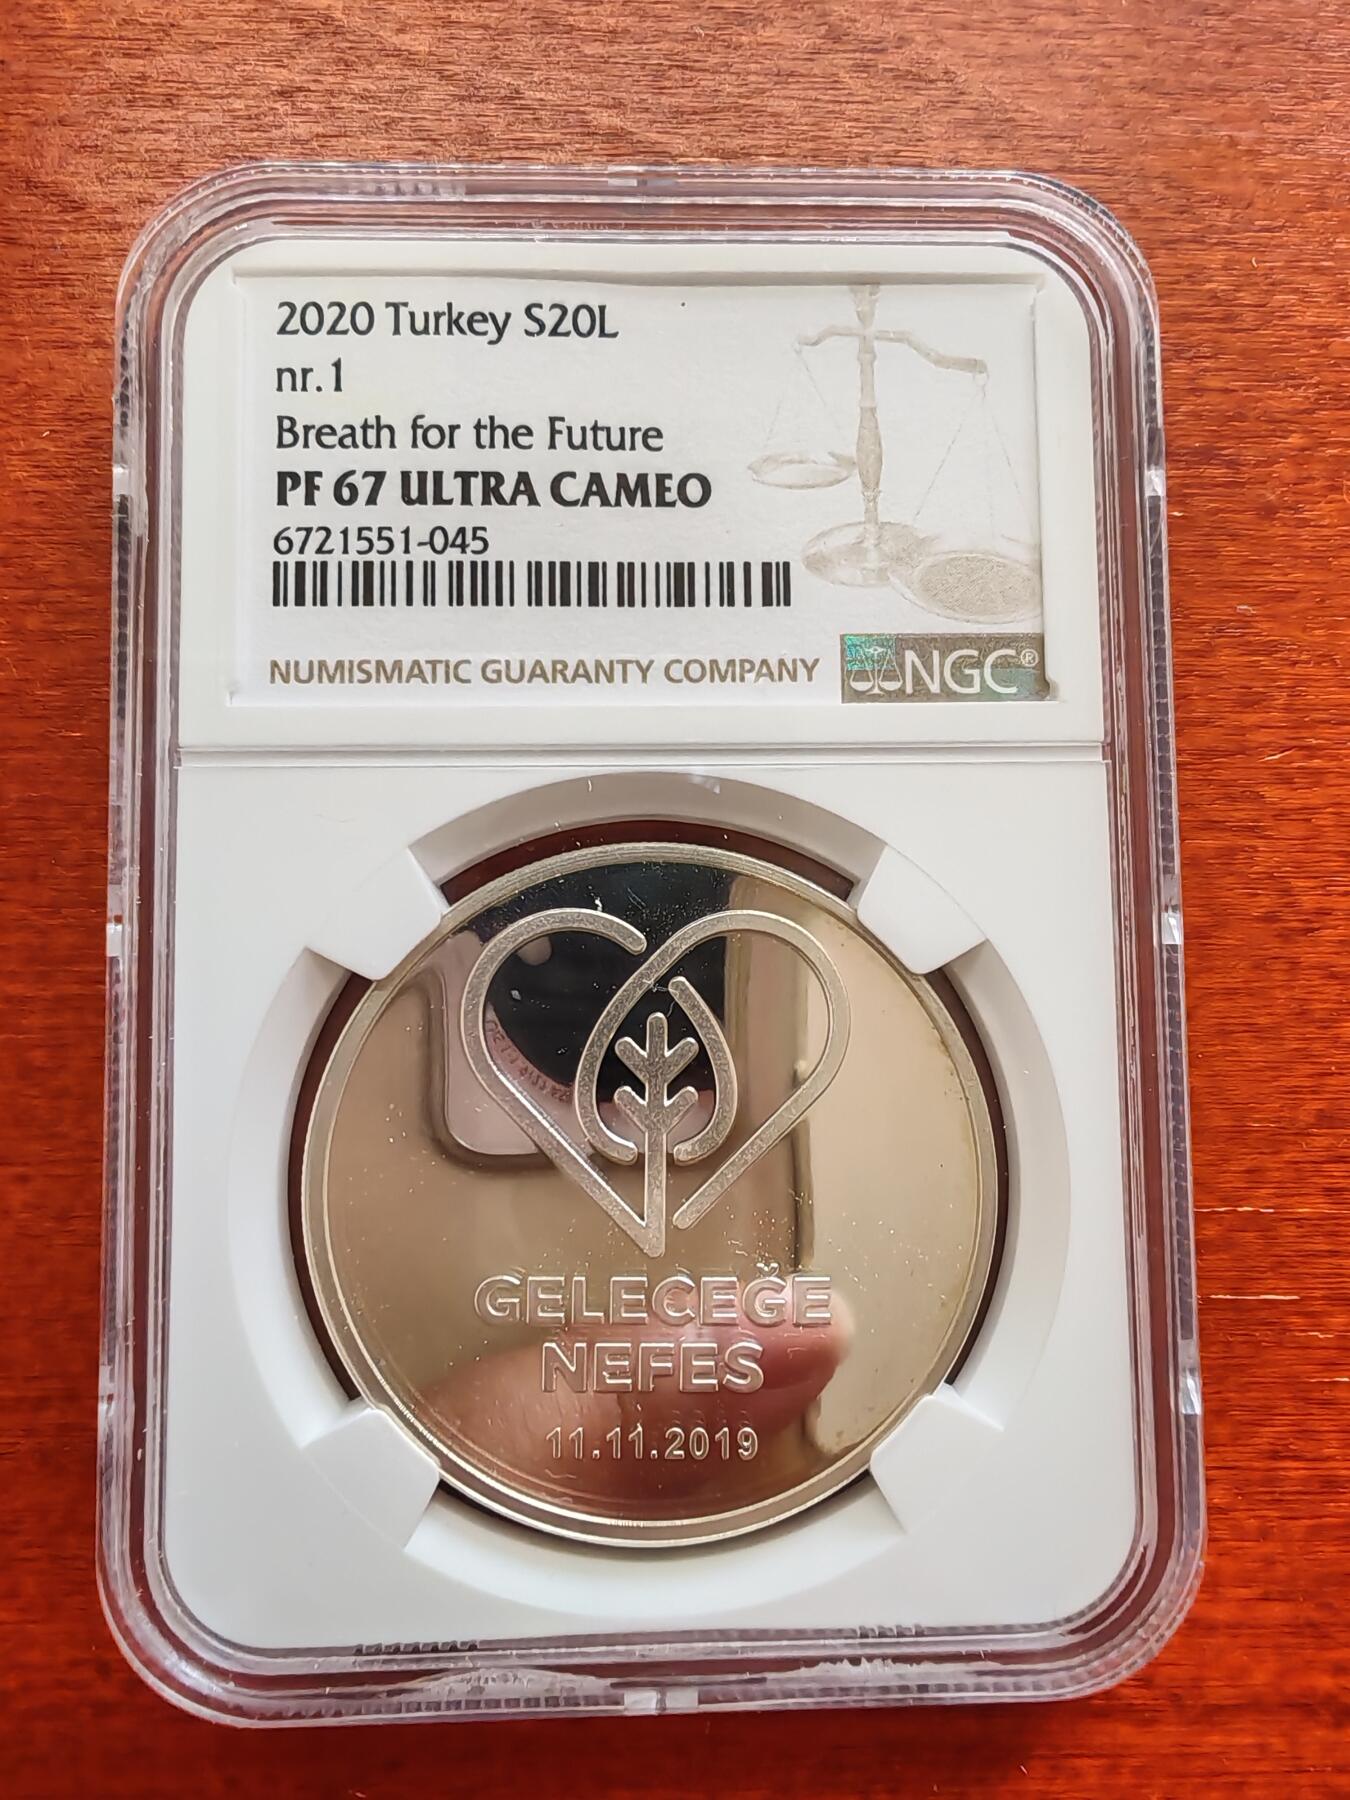 2020 Turkey S20L
nr.1
Breath for the Future
PF 67 ULTRA CAMEO
6721551-045
NUMISMATIC GUARANTY COMPANY
NGC®
GELECEĞE
NEFES
11.11.2019